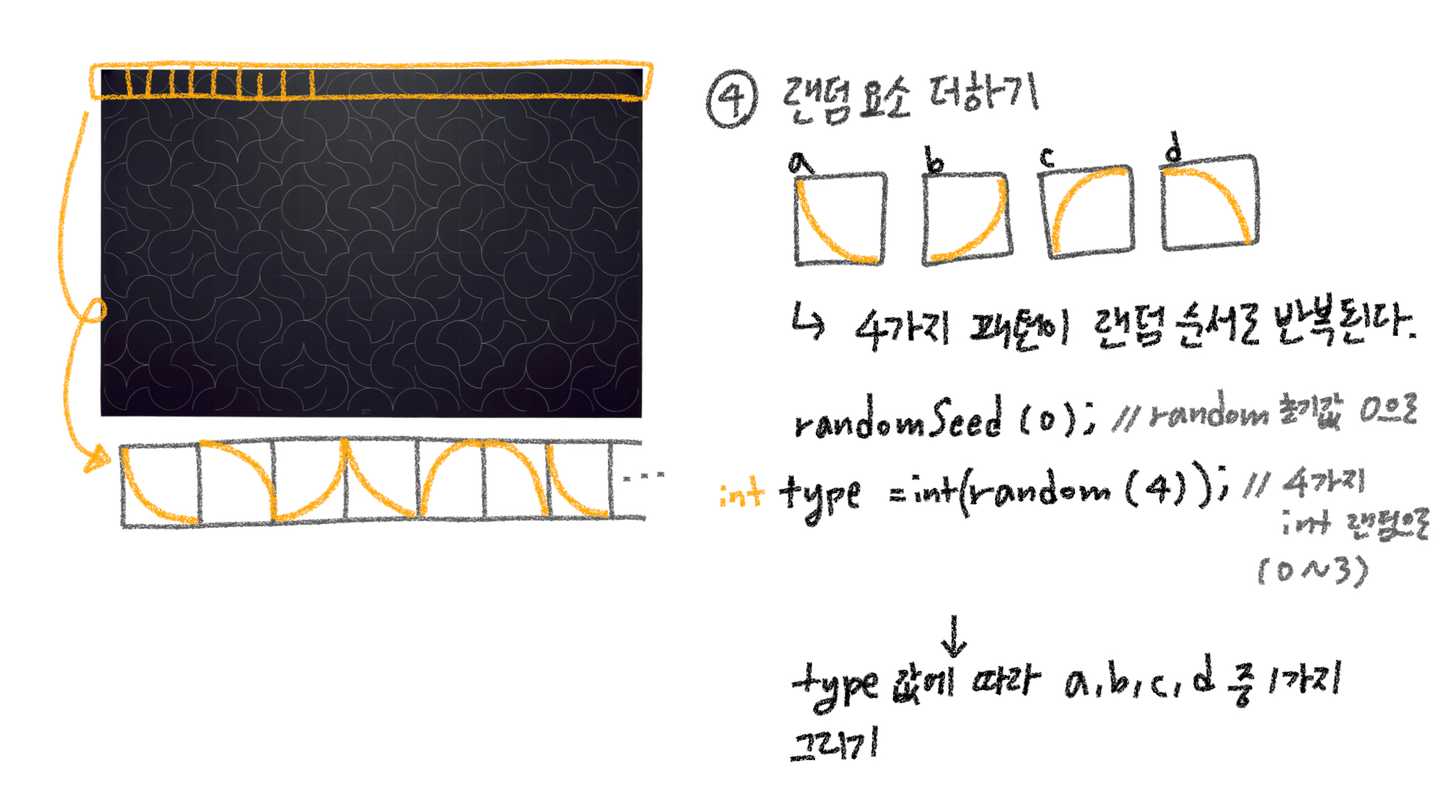 ④ 랜덤요소 더하기
a b c d
↳ 4가지 패턴이 랜덤 순서로 반복된다.
randomSeed (0); // random 초기값 0으로
int type = int(random (4)); // 4가지
int 랜덤으로
(0~3)
↓
type 값에 따라 a, b, c, d 중 1가지
그리기
...